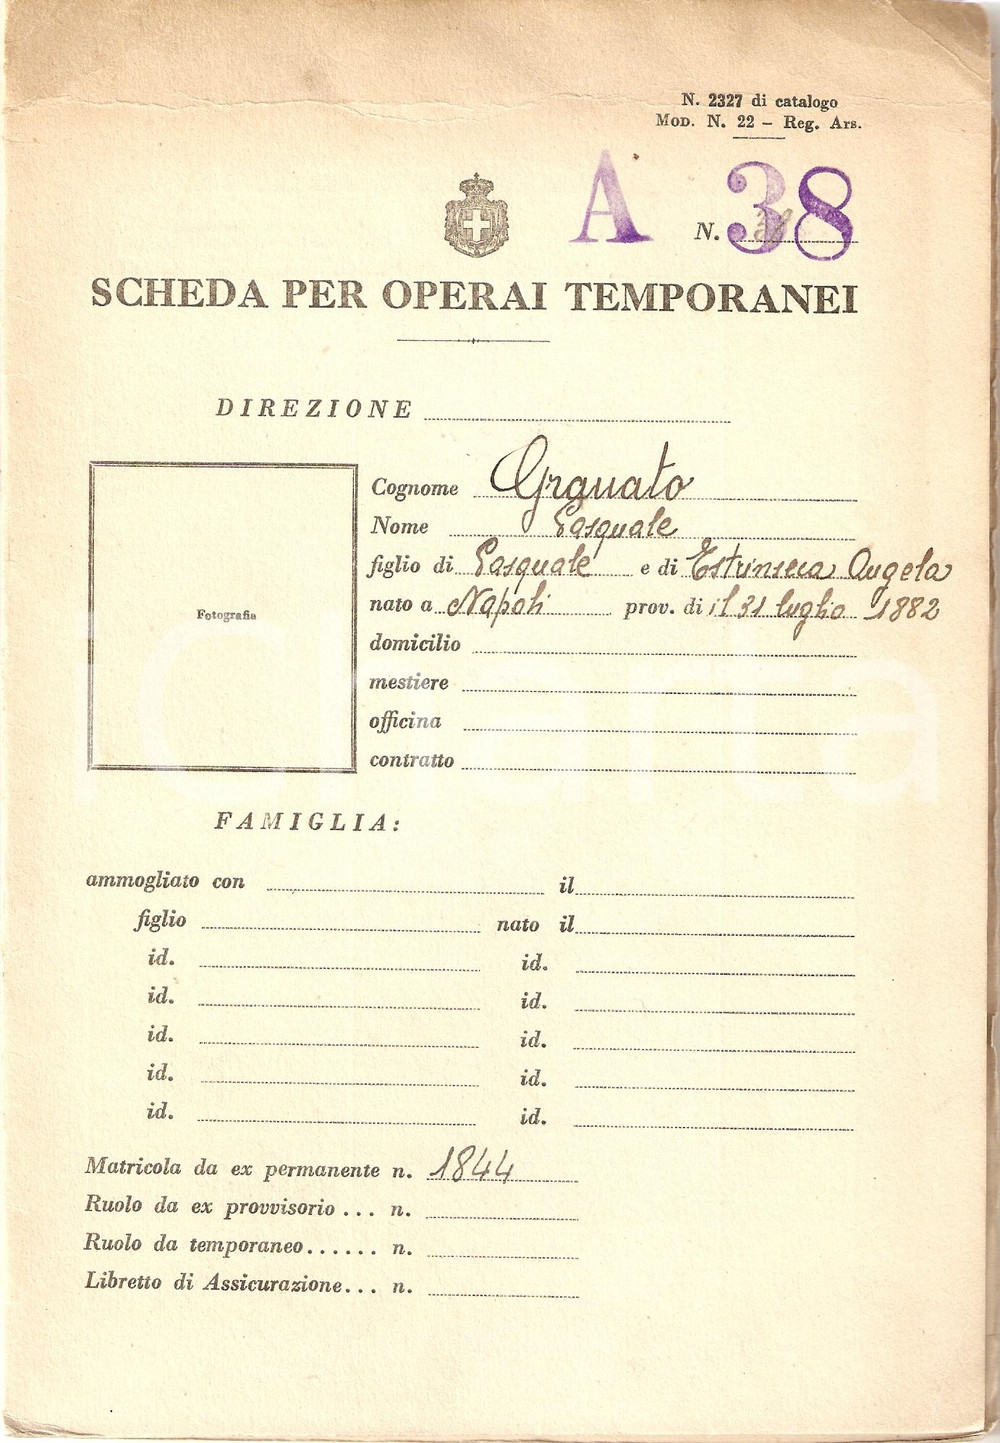 N. 2327 di catalogo
Mod. N. 22 - Reg. Ars.
A N. 38
SCHEDA PER OPERAI TEMPORANEI
DIREZIONE
Fotografia
Cognome Granato
Nome Pasquale
figlio di Pasquale e di Estrinseca Angela
nato a Napoli prov. di il 31 luglio 1882
domicilio
mestiere
officina
contratto
FAMIGLIA:
ammogliato con il
figlio nato il
id. id.
id. id.
id. id.
id. id.
id. id.
Matricola da ex permanente n. 1844
Ruolo da ex provvisorio ... n.
Ruolo da temporaneo ...... n.
Libretto di Assicurazione ... n.